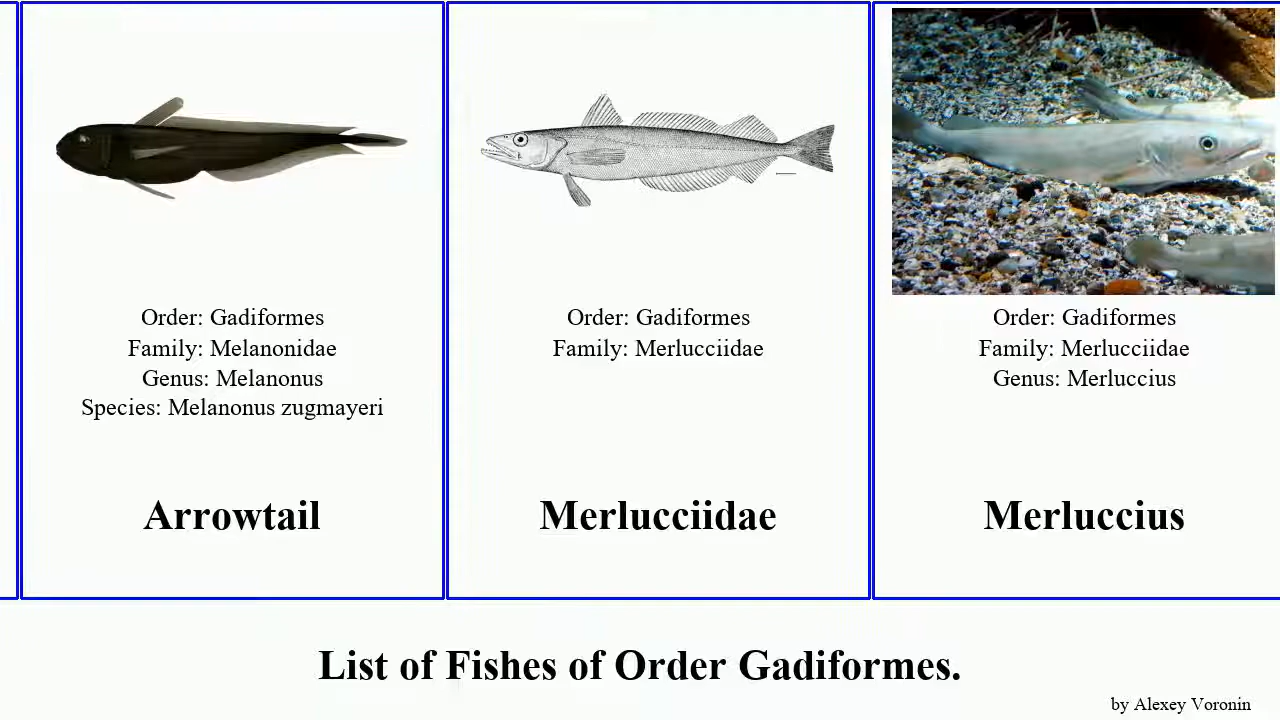 Order: Gadiformes
Family: Melanonidae
Genus: Melanonus
Species: Melanonus zugmayeri
Arrowtail
Order: Gadiformes
Family: Merlucciidae
Merlucciidae
Order: Gadiformes
Family: Merlucciidae
Genus: Merluccius
Merluccius
List of Fishes of Order Gadiformes.
by Alexey Voronin